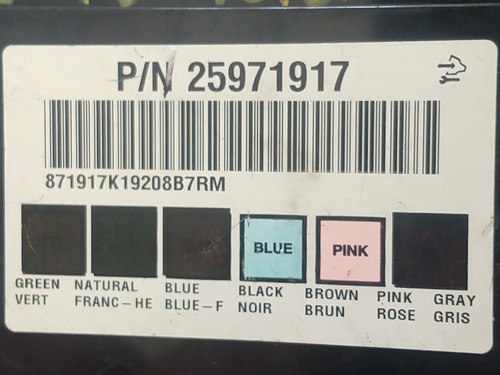 P/N 25971917
871917K19208B7RM
BLUE PINK
GREEN NATURAL BLUE BLACK BROWN PINK GRAY
VERT FRANC-HE BLUE-F NOIR BRUN ROSE GRIS